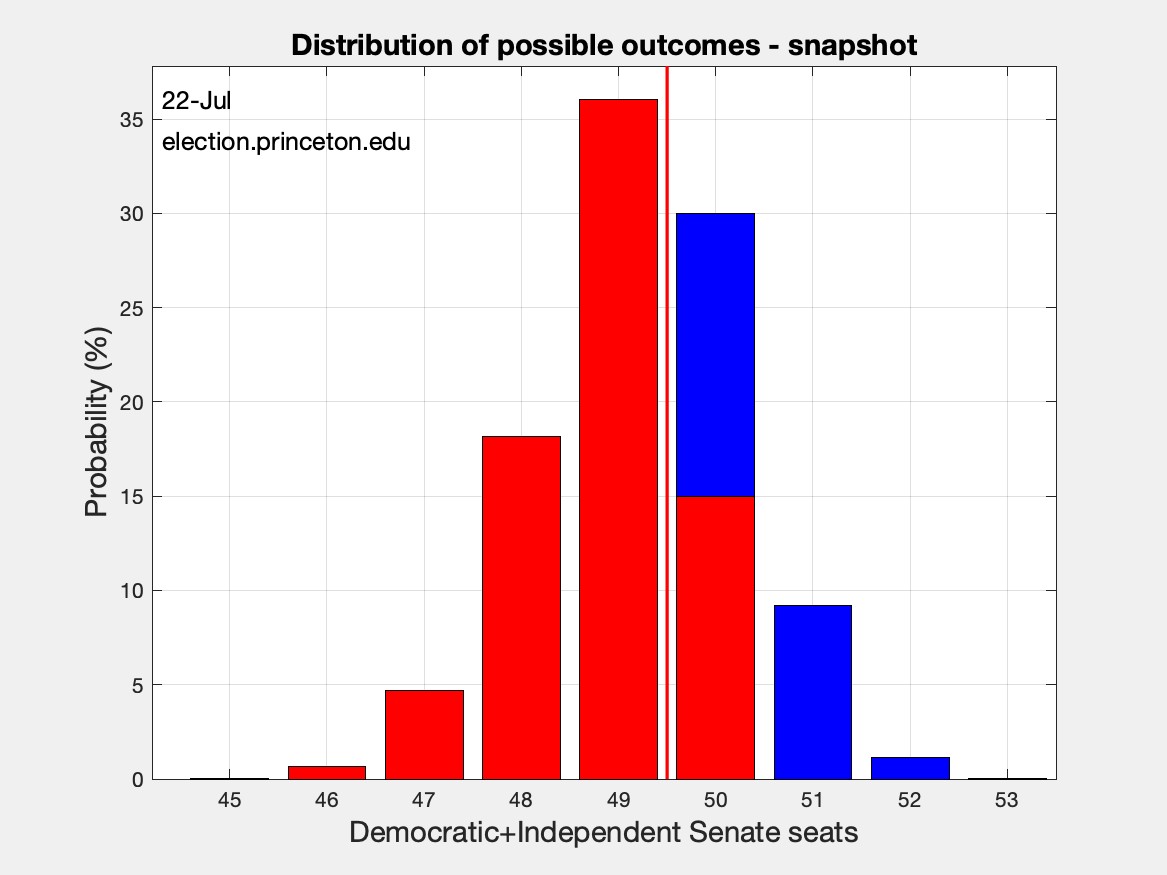 Distribution of possible outcomes - snapshot
22-Jul
election.princeton.edu
35
30
25
20
15
10
5
0
Probability (%)
45 46 47 48 49 50 51 52 53
Democratic+Independent Senate seats